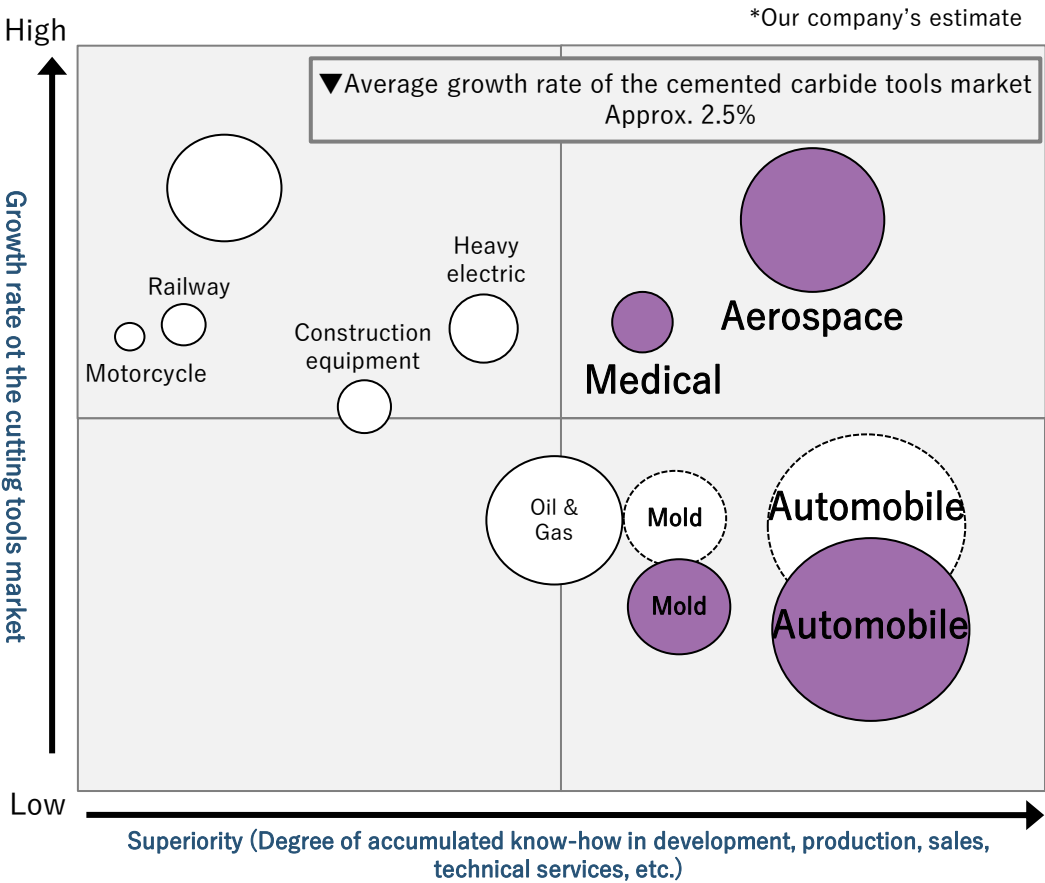 *Our company's estimate
High
▼Average growth rate of the cemented carbide tools market
Approx. 2.5%
Growth rate ot the cutting tools market
Heavy
electric
Railway
Construction
equipment
Motorcycle
Aerospace
Medical
Oil &
Gas
Mold
Automobile
Mold
Automobile
Low
Superiority (Degree of accumulated know-how in development, production, sales,
technical services, etc.)